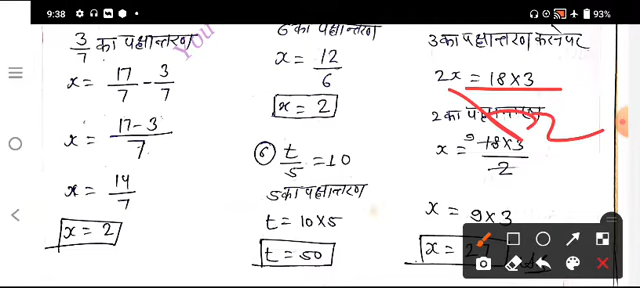 9:38
93%
3/7 का पक्षान्तरण
x = 17/7 - 3/7
x = 17-3/7
x = 14/7
x = 2
You
6 का पक्षान्तरण
x = 12/6
x = 2
⑥ t/5 = 10
5 का पक्षान्तरण
t = 10×5
t = 50
3 का पक्षान्तरण करने पर
2x = 18×3
2 का पक्षान्तरण
x = 9 18×3/2
x = 9×3
x = 27